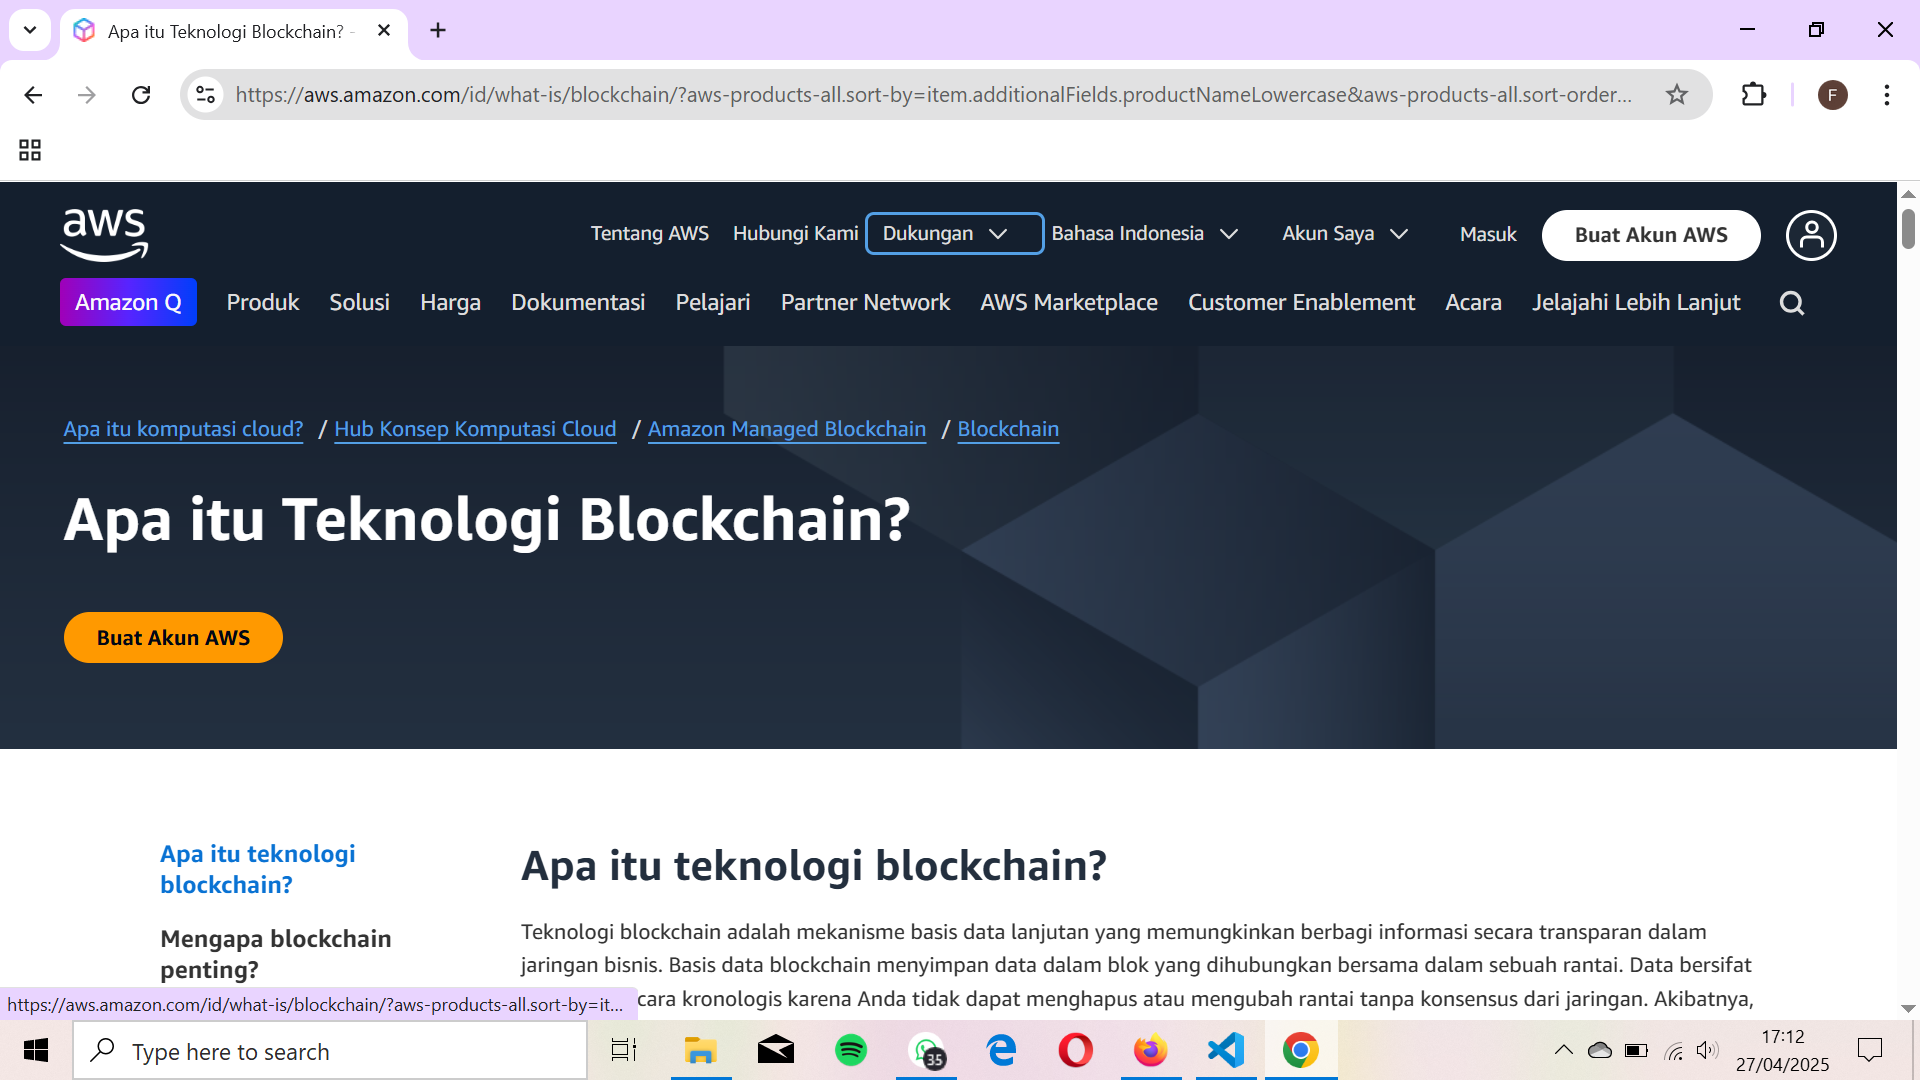 Apa itu Teknologi Blockchain? -
https://aws.amazon.com/id/what-is/blockchain/?aws-products-all.sort-by=item.additionalFields.productNameLowercase&aws-products-all.sort-order...
F
aws
Tentang AWS Hubungi Kami Dukungan Bahasa Indonesia Akun Saya Masuk Buat Akun AWS
Amazon Q Produk Solusi Harga Dokumentasi Pelajari Partner Network AWS Marketplace Customer Enablement Acara Jelajahi Lebih Lanjut
Apa itu komputasi cloud? / Hub Konsep Komputasi Cloud / Amazon Managed Blockchain / Blockchain
Apa itu Teknologi Blockchain?
Buat Akun AWS
Apa itu teknologi
blockchain?
Mengapa blockchain
penting?
Apa itu teknologi blockchain?
Teknologi blockchain adalah mekanisme basis data lanjutan yang memungkinkan berbagi informasi secara transparan dalam
jaringan bisnis. Basis data blockchain menyimpan data dalam blok yang dihubungkan bersama dalam sebuah rantai. Data bersifat
cara kronologis karena Anda tidak dapat menghapus atau mengubah rantai tanpa konsensus dari jaringan. Akibatnya,
https://aws.amazon.com/id/what-is/blockchain/?aws-products-all.sort-by=it...
Type here to search
35
17:12
27/04/2025